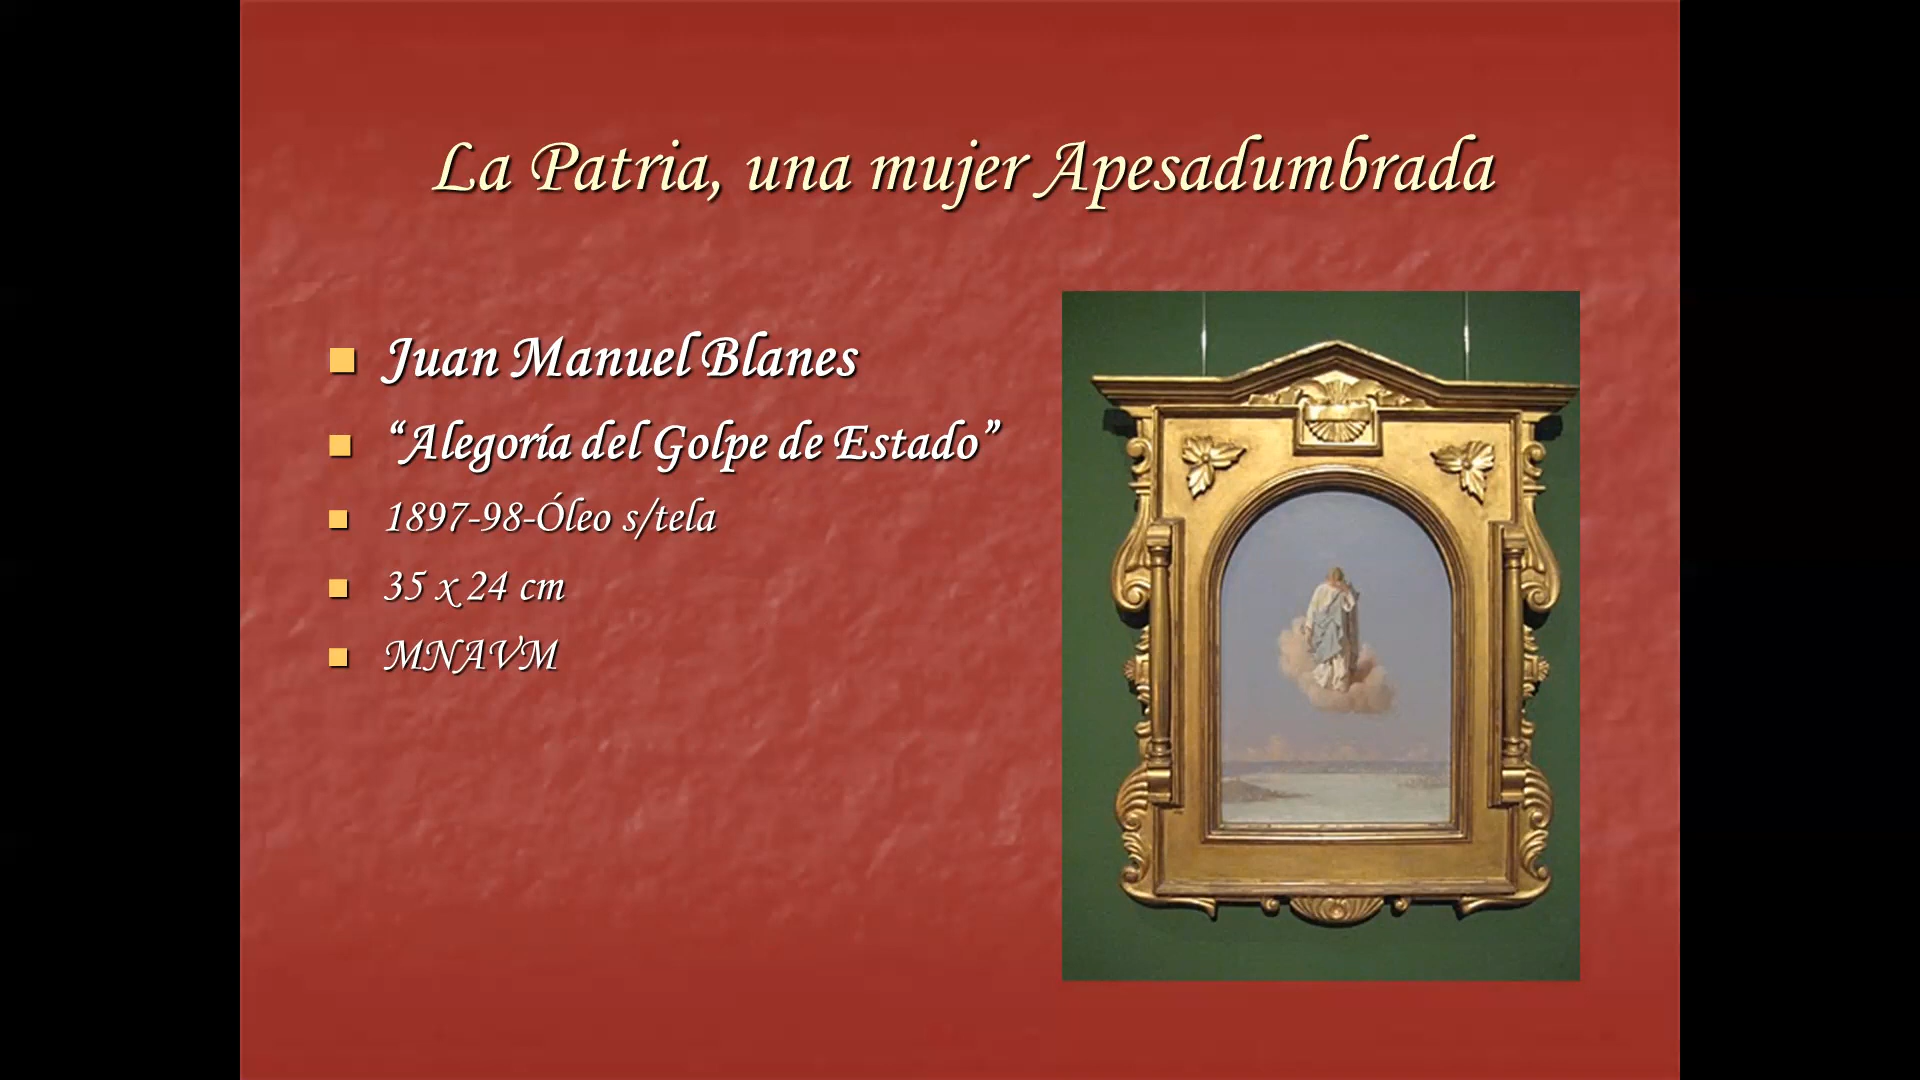 La Patria, una mujer Apesadumbrada
Juan Manuel Blanes
“Alegoría del Golpe de Estado”
1897-98-Óleo s/tela
35 x 24 cm
MNAVM